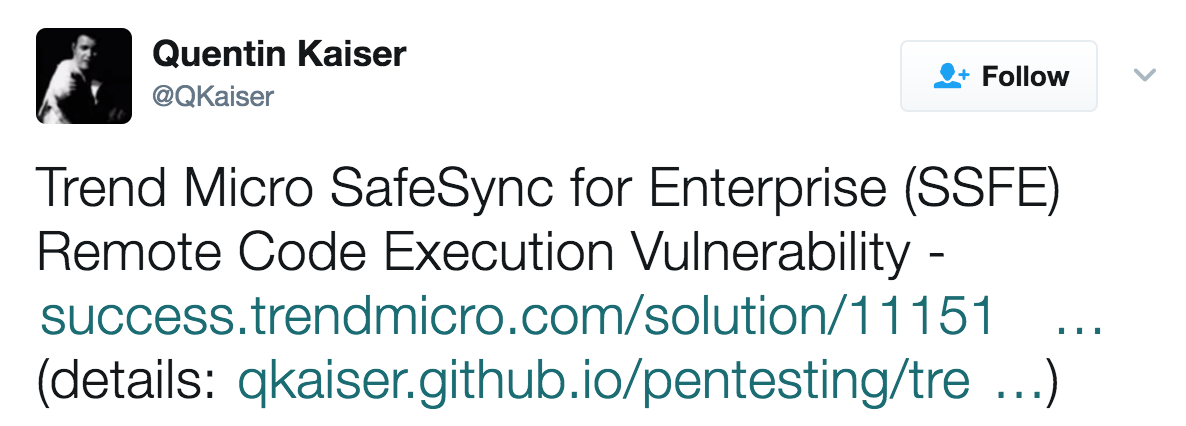 Quentin Kaiser
@QKaiser
Follow
Trend Micro SafeSync for Enterprise (SSFE)
Remote Code Execution Vulnerability -
success.trendmicro.com/solution/11151 …
(details: qkaiser.github.io/pentesting/tre …)